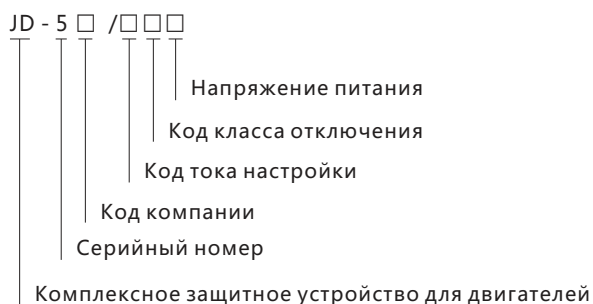 JD - 5 □ /□ □ □
Напряжение питания
Код класса отключения
Код тока настройки
Код компании
Серийный номер
Комплексное защитное устройство для двигателей